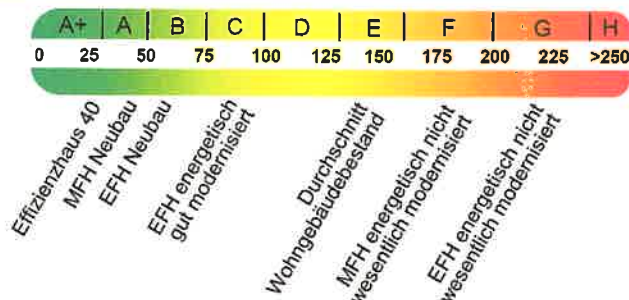 A+ A B C D E F G H
0 25 50 75 100 125 150 175 200 225 >250
Effizienzhaus 40
MFH Neubau
EFH Neubau
EFH energetisch
gut modernisiert
Durchschnitt
Wohngebäudebestand
MFH energetisch nicht
wesentlich modernisiert
EFH energetisch nicht
wesentlich modernisiert